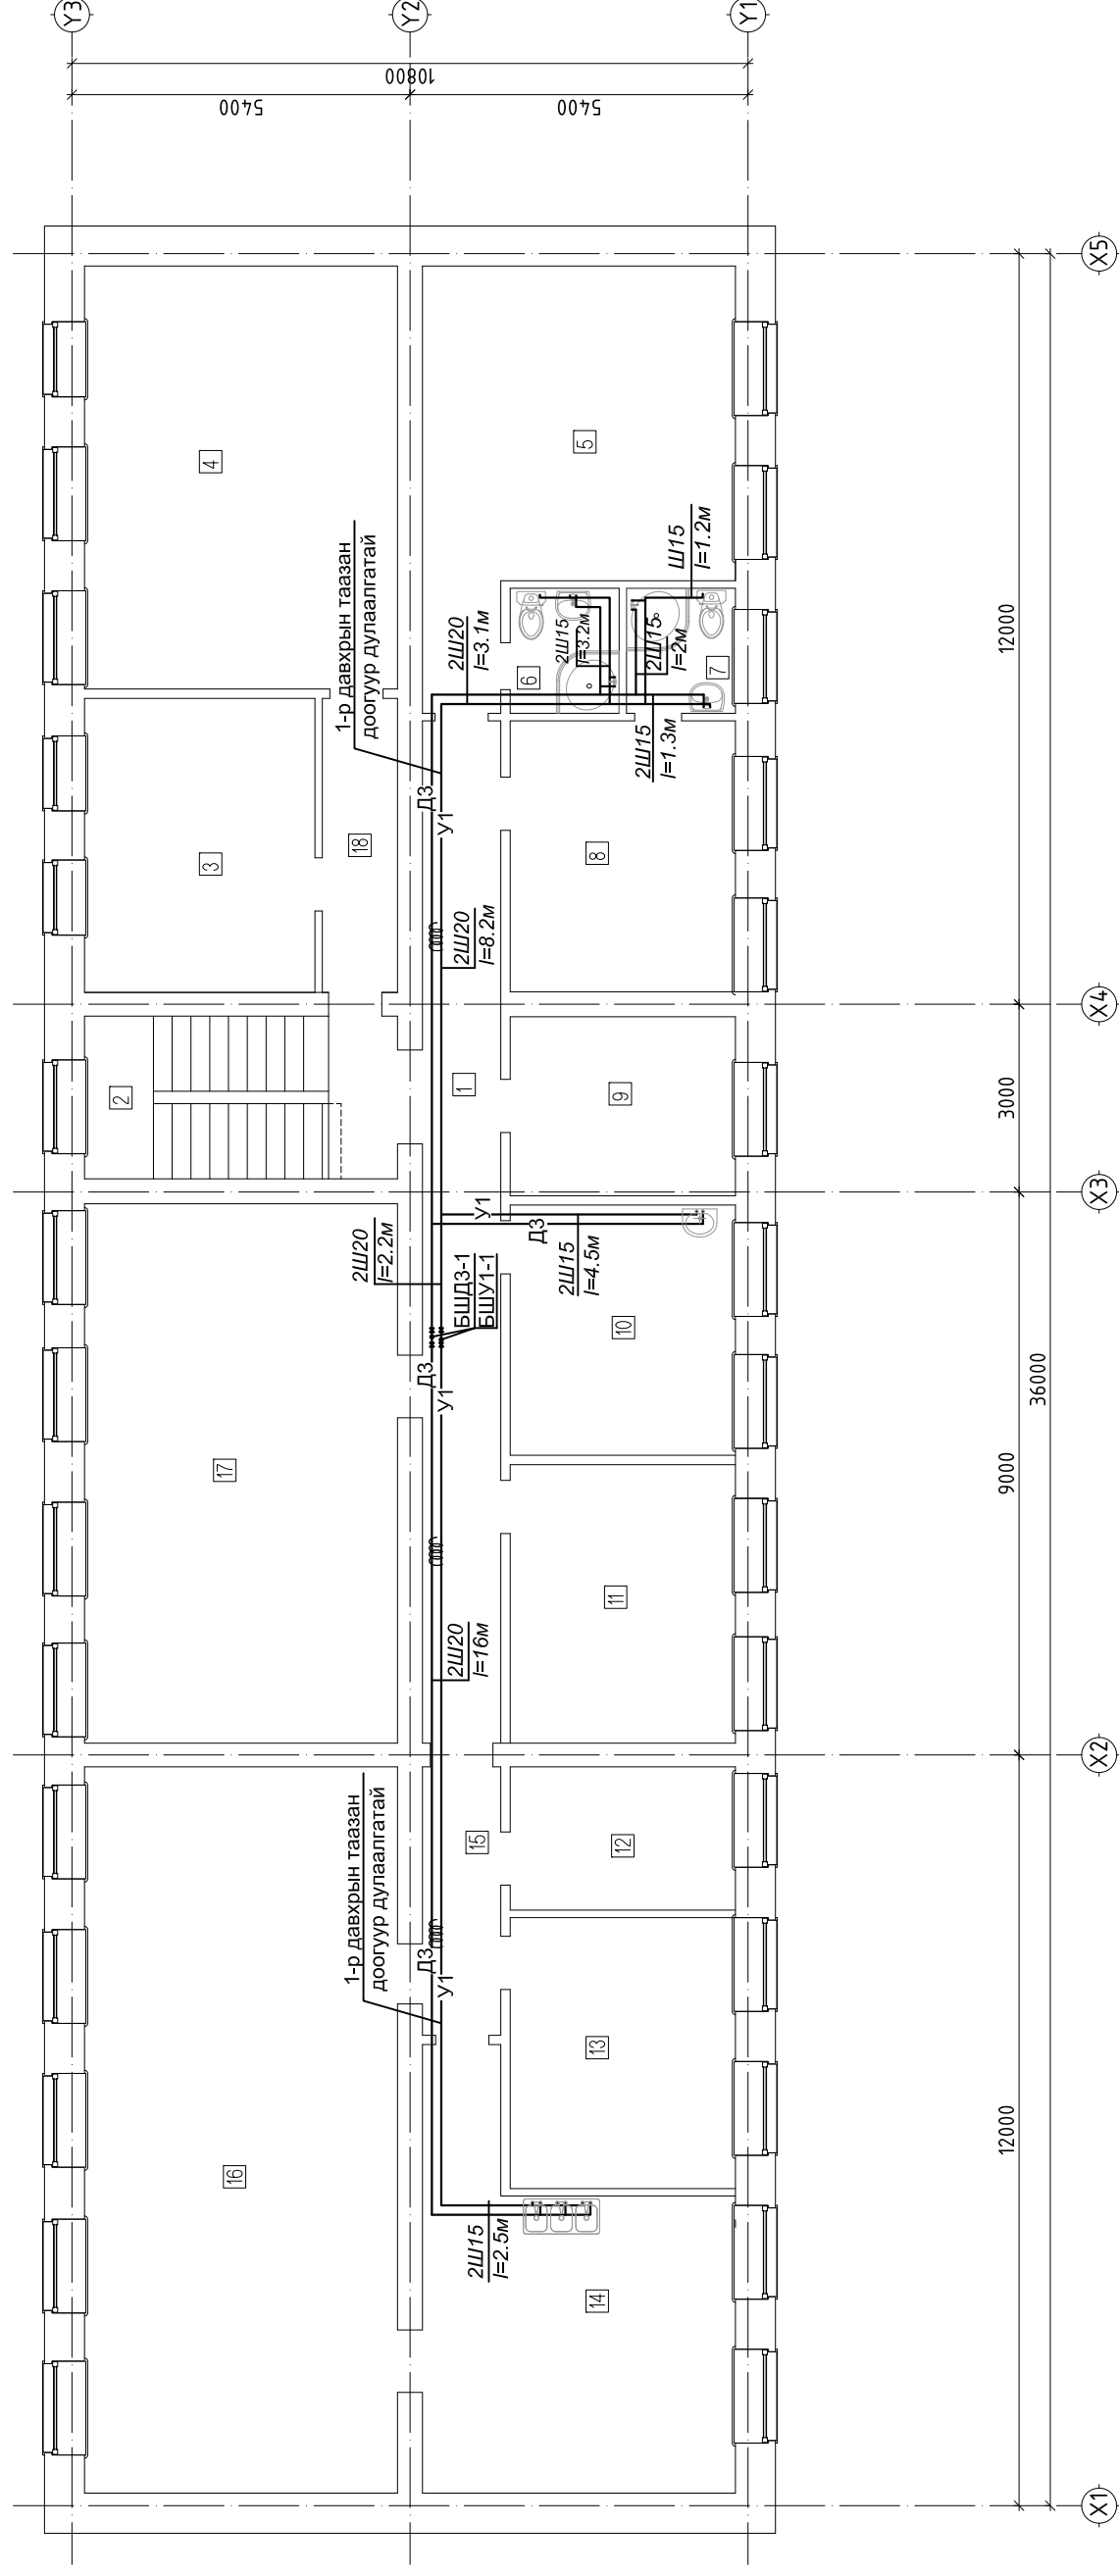 Y3
Y2
Y1
10800
5400
5400
X5
X4
X3
X2
X1
12000
3000
9000
12000
36000
4
5
3
18
6
7
8
2
1
9
10
17
11
15
12
16
13
14
1-р давхрын таазан
доогуур дулаалгатай
2Ш20
l=3.1м
2Ш15
l=3.2м
2Ш15
l=2м
Ш15
l=1.2м
2Ш15
l=1.3м
Д3
У1
2Ш20
l=8.2м
У1
Д3
2Ш15
l=4.5м
2Ш20
l=2.2м
БШД3-1
БШУ1-1
Д3
У1
2Ш20
l=16м
1-р давхрын таазан
доогуур дулаалгатай
Д3
У1
2Ш15
l=2.5м